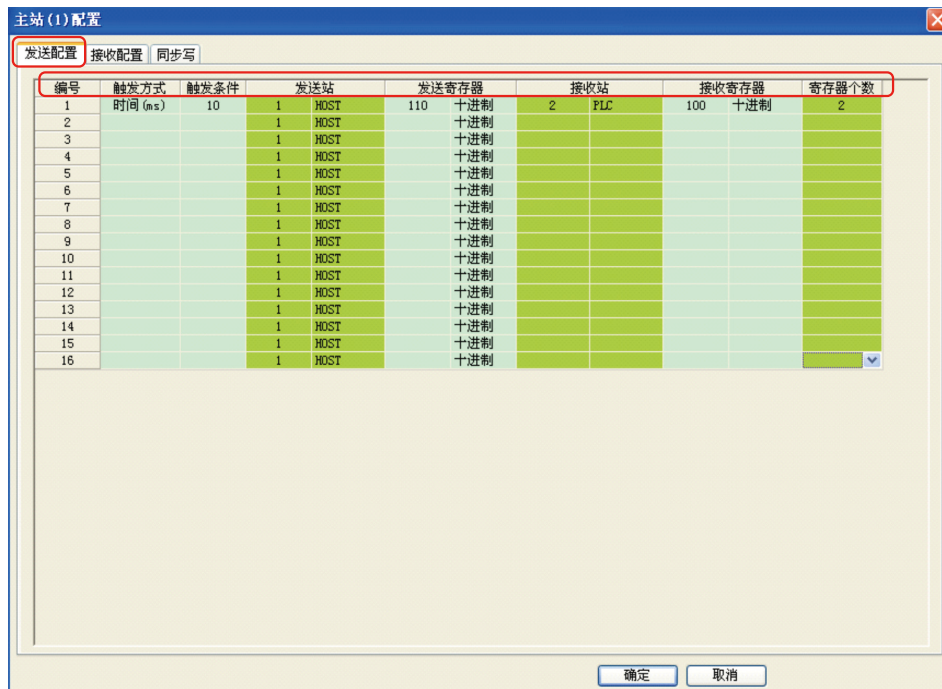 主站(1)配置
发送配置 接收配置 同步写
编号 触发方式 触发条件 发送站 发送寄存器 接收站 接收寄存器 寄存器个数
1 时间(ms) 10 1 HOST 110 十进制 2 PLC 100 十进制 2
2 1 HOST 十进制
3 1 HOST 十进制
4 1 HOST 十进制
5 1 HOST 十进制
6 1 HOST 十进制
7 1 HOST 十进制
8 1 HOST 十进制
9 1 HOST 十进制
10 1 HOST 十进制
11 1 HOST 十进制
12 1 HOST 十进制
13 1 HOST 十进制
14 1 HOST 十进制
15 1 HOST 十进制
16 1 HOST 十进制
确定 取消